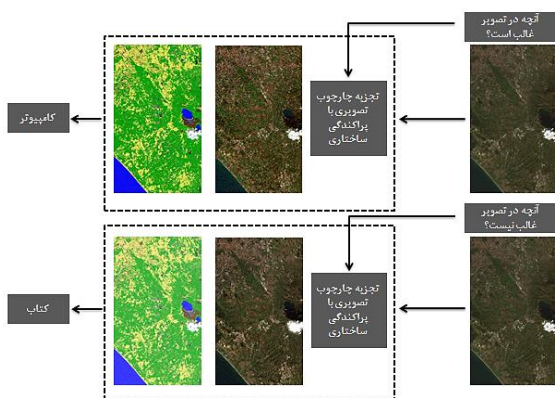 آنچه در تصویر
غالب است؟
تجزیه چارچوب
تصویری با
پراکندگی
ساختاری
کامپیوتر
آنچه در تصویر
غالب نیست؟
تجزیه چارچوب
تصویری با
پراکندگی
ساختاری
کتاب